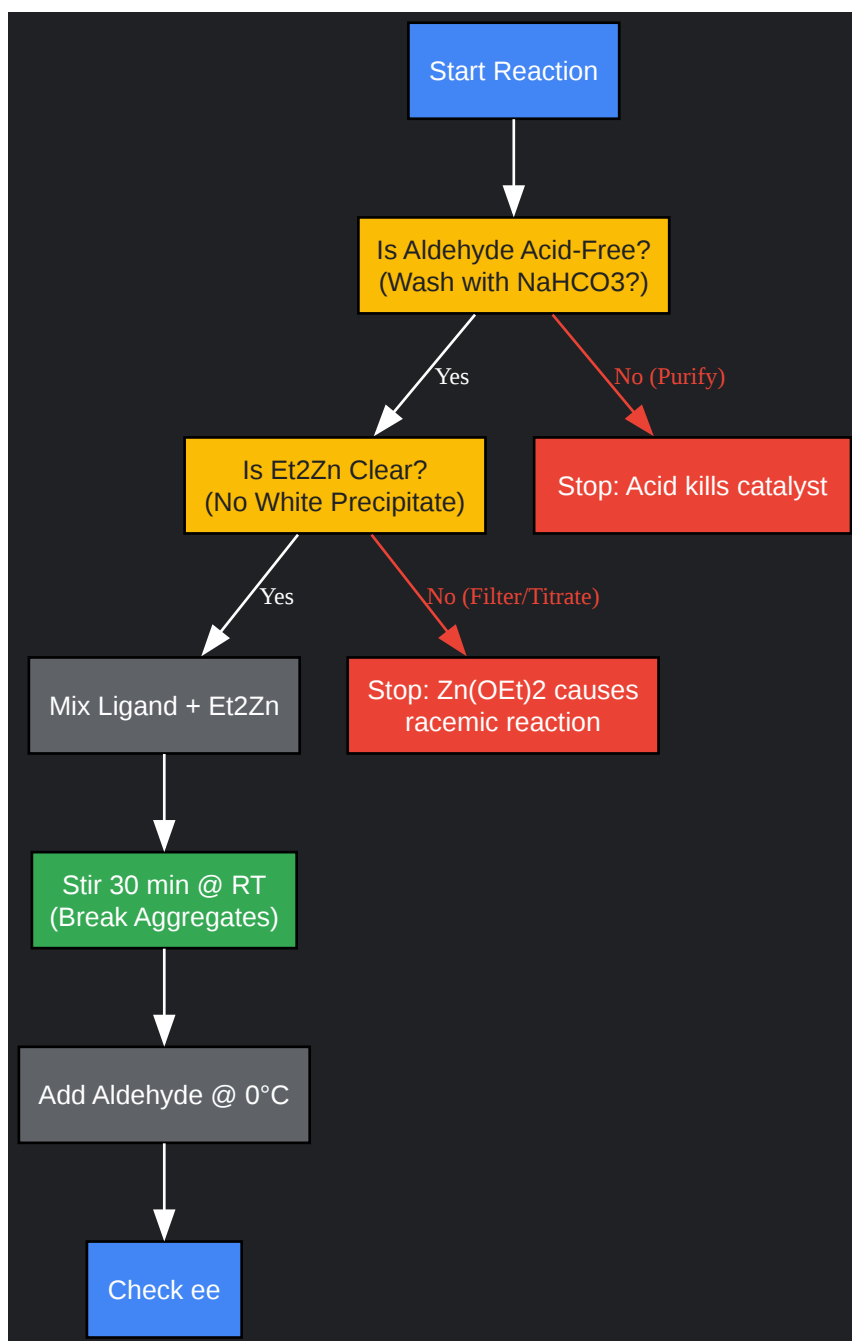 Start Reaction
Is Aldehyde Acid-Free?
(Wash with NaHCO3?)
Yes
No (Purify)
Is Et2Zn Clear?
(No White Precipitate)
Stop: Acid kills catalyst
Yes
No (Filter/Titrate)
Mix Ligand + Et2Zn
Stop: Zn(OEt)2 causes
racemic reaction
Stir 30 min @ RT
(Break Aggregates)
Add Aldehyde @ 0°C
Check ee